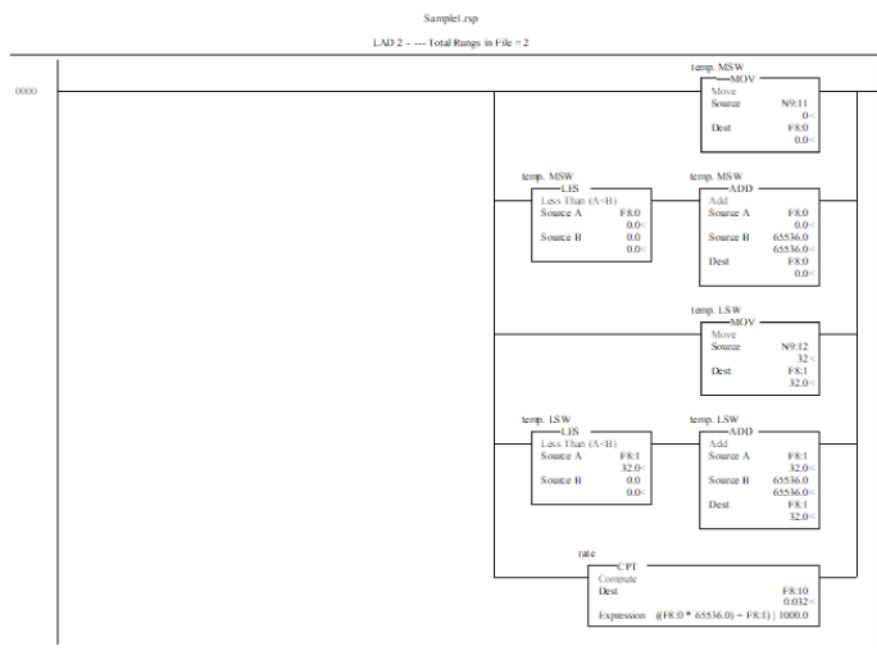 Sample1.rsp
LAD 2 - --- Total Rungs in File = 2
0000
temp. MSW
MOV
Move
Source N9:11
0<
Dest F8:0
0.0<
temp. MSW
LES
Less Than (A<B)
Source A F8:0
0.0<
Source B 0.0
0.0<
temp. MSW
ADD
Add
Source A F8:0
0.0<
Source B 65536.0
65536.0<
Dest F8:0
0.0<
temp. LSW
MOV
Move
Source N9:12
32<
Dest F8:1
32.0<
temp. LSW
LES
Less Than (A<B)
Source A F8:1
32.0<
Source B 0.0
0.0<
temp. LSW
ADD
Add
Source A F8:1
32.0<
Source B 65536.0
65536.0<
Dest F8:1
32.0<
rate
CPT
Compute
Dest F8:10
0.032<
Expression ((F8:0 * 65536.0) + F8:1) | 1000.0